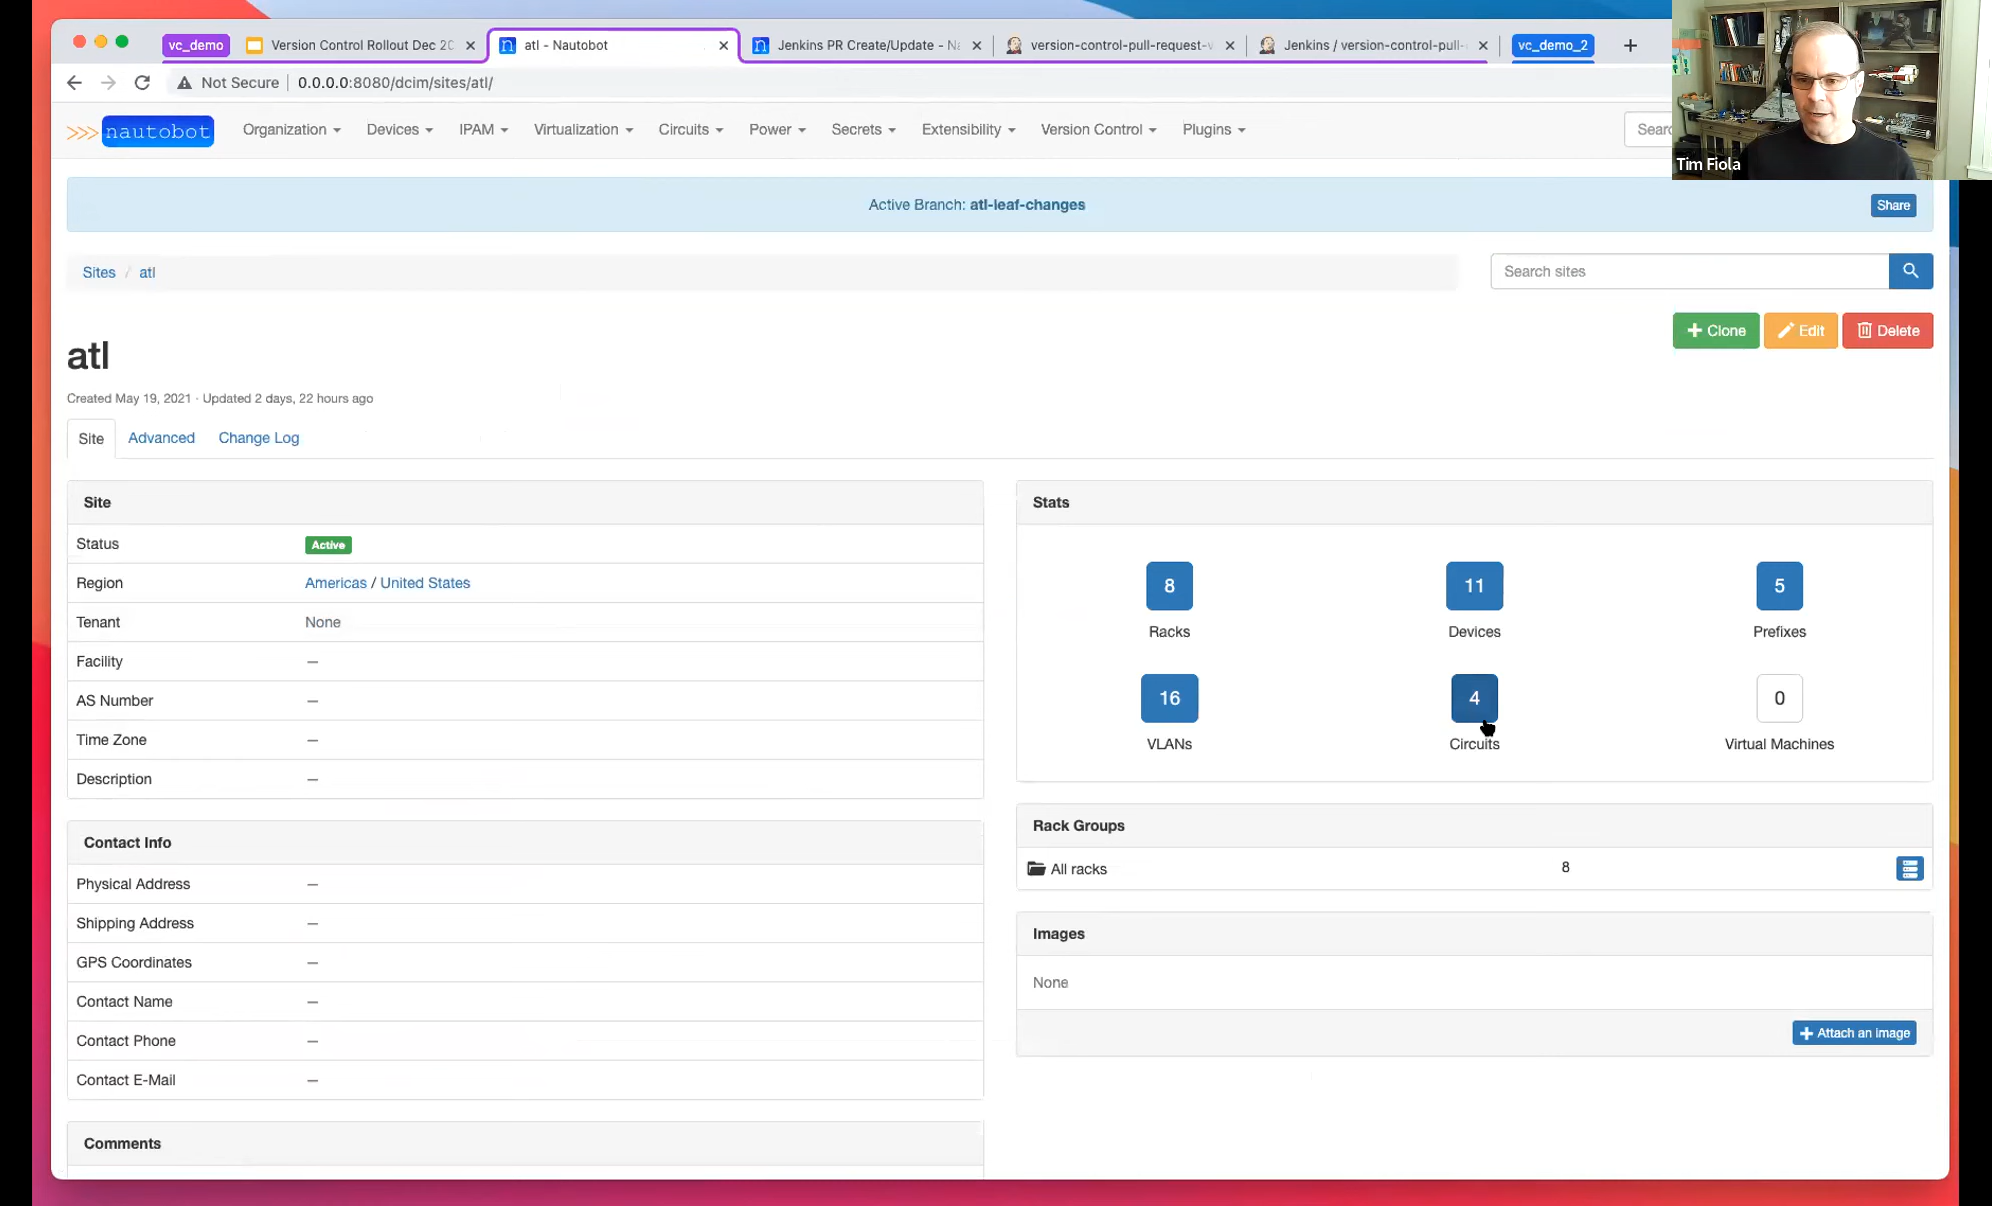 vc_demo
Version Control Rollout Dec 20
atl - Nautobot
Jenkins PR Create/Update - Na
version-control-pull-request-v
Jenkins / version-control-pull-
vc_demo_2
Not Secure
0.0.0.0:8080/dcim/sites/atl/
>>> nautobot
Organization
Devices
IPAM
Virtualization
Circuits
Power
Secrets
Extensibility
Version Control
Plugins
Searc
Tim Fiola
Active Branch: atl-leaf-changes
Share
Sites / atl
Search sites
Clone
Edit
Delete
atl
Created May 19, 2021 · Updated 2 days, 22 hours ago
Site
Advanced
Change Log
Site
Status Active
Region Americas / United States
Tenant None
Facility —
AS Number —
Time Zone —
Description —
Contact Info
Physical Address —
Shipping Address —
GPS Coordinates —
Contact Name —
Contact Phone —
Contact E-Mail —
Comments
Stats
8
Racks
11
Devices
5
Prefixes
16
VLANs
4
Circuits
0
Virtual Machines
Rack Groups
All racks 8
Images
None
Attach an image